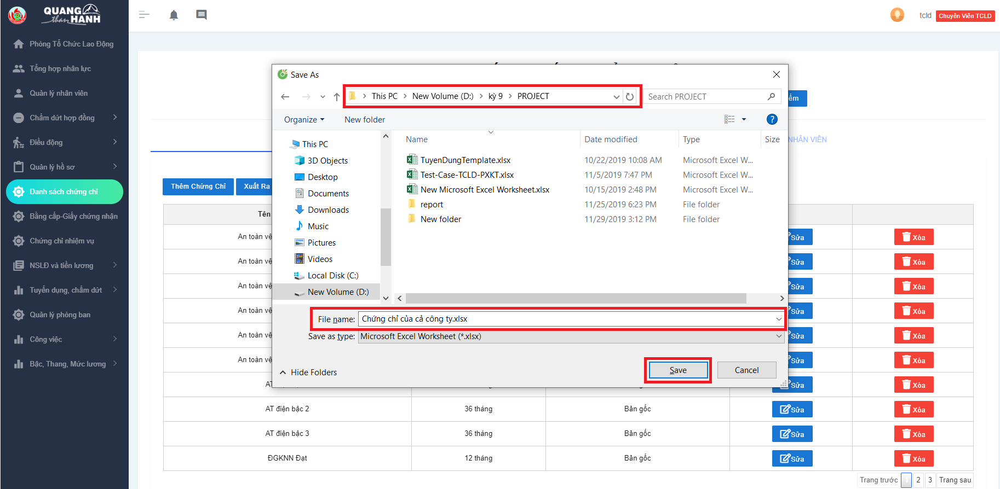 QUANG
than HANH
tcld
Chuyên Viên TCLD
Phòng Tổ Chức Lao Động
Tổng hợp nhân lực
Quản lý nhân viên
Chấm dứt hợp đồng
Điều động
Quản lý hồ sơ
Danh sách chứng chỉ
Bằng cấp-Giấy chứng nhận
Chứng chỉ nhiệm vụ
NSLĐ và tiền lương
Tuyển dụng, chấm dứt
Quản lý phòng ban
Công việc
Bậc, Thang, Mức lương
Save As
This PC
New Volume (D:)
kỳ 9
PROJECT
Search PROJECT
Organize
New folder
Name
Date modified
Type
Size
This PC
3D Objects
Desktop
Documents
Downloads
Music
Pictures
Videos
Local Disk (C:)
New Volume (D:)
TuyenDungTemplate.xlsx 10/22/2019 10:08 AM Microsoft Excel W...
Test-Case-TCLD-PXKT.xlsx 11/5/2019 7:47 PM Microsoft Excel W...
New Microsoft Excel Worksheet.xlsx 10/15/2019 2:48 PM Microsoft Excel W...
report 11/25/2019 6:23 PM File folder
New folder 11/29/2019 3:12 PM File folder
File name: Chứng chỉ của cả công ty.xlsx
Save as type: Microsoft Excel Worksheet (*.xlsx)
Hide Folders
Save
Cancel
NHÂN VIÊN
Thêm Chứng Chỉ
Xuất Ra
Tên
An toàn vệ Sửa Xóa
An toàn vệ Sửa Xóa
An toàn vệ Sửa Xóa
An toàn vệ Sửa Xóa
An toàn vệ Sửa Xóa
An toàn vệ Sửa Xóa
Sửa Xóa
AT điện bậc 2 36 tháng Bản gốc Sửa Xóa
AT điện bậc 3 36 tháng Bản gốc Sửa Xóa
ĐGKNN Đạt 12 tháng Bản gốc Sửa Xóa
Trang trước 2 3 Trang sau